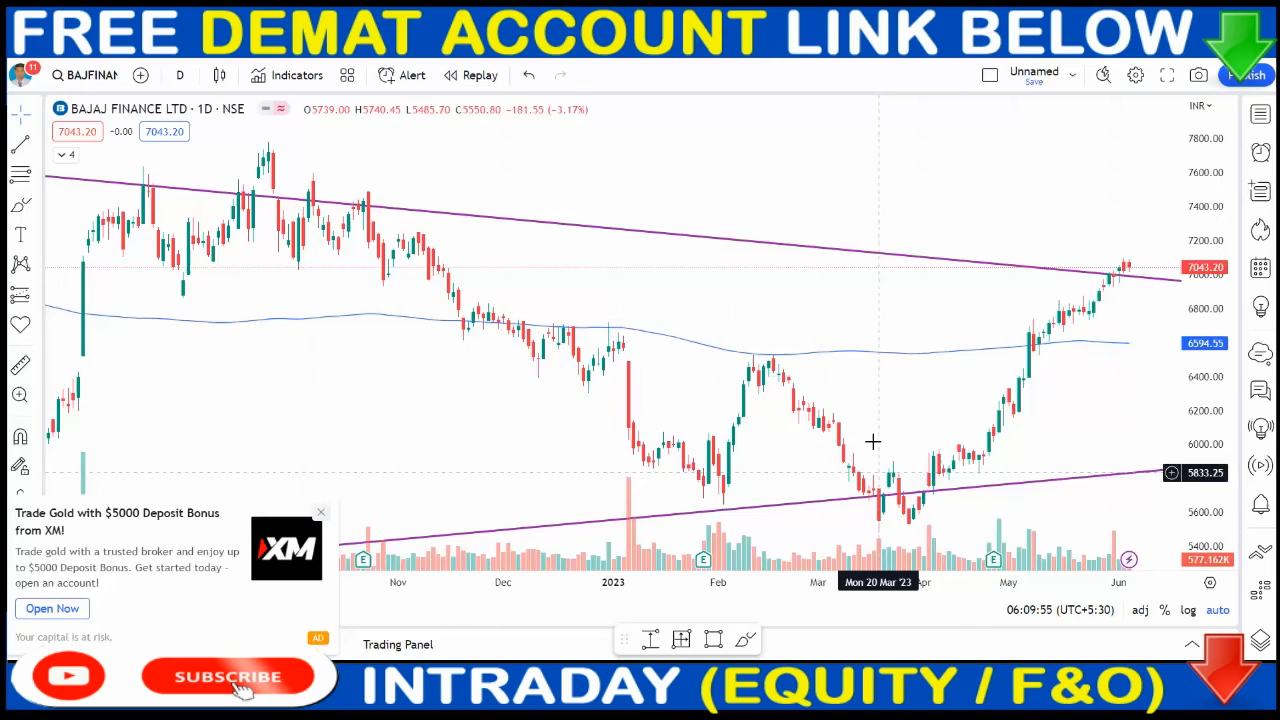 FREE DEMAT ACCOUNT LINK BELOW
11
BAJFINAN
D
Indicators
Alert
Replay
Unnamed
Save
Publish
BAJAJ FINANCE LTD · 1D · NSE
O5739.00 H5740.45 L5485.70 C5550.80 -181.55 (-3.17%)
INR
7043.20 -0.00 7043.20
4
7800.00
7600.00
7400.00
7200.00
7043.20
7000.00
6800.00
6594.55
6400.00
6200.00
6000.00
5833.25
5600.00
5400.00
577.162K
E
E
E
Nov
Dec
2023
Feb
Mar
Mon 20 Mar '23
Apr
May
Jun
06:09:55 (UTC+5:30)
adj
%
log
auto
Trade Gold with $5000 Deposit Bonus
from XM!
Trade gold with a trusted broker and enjoy up
to $5000 Deposit Bonus. Get started today -
open an account!
XM
Open Now
Your capital is at risk.
AD
Trading Panel
SUBSCRIBE
INTRADAY (EQUITY / F&O)